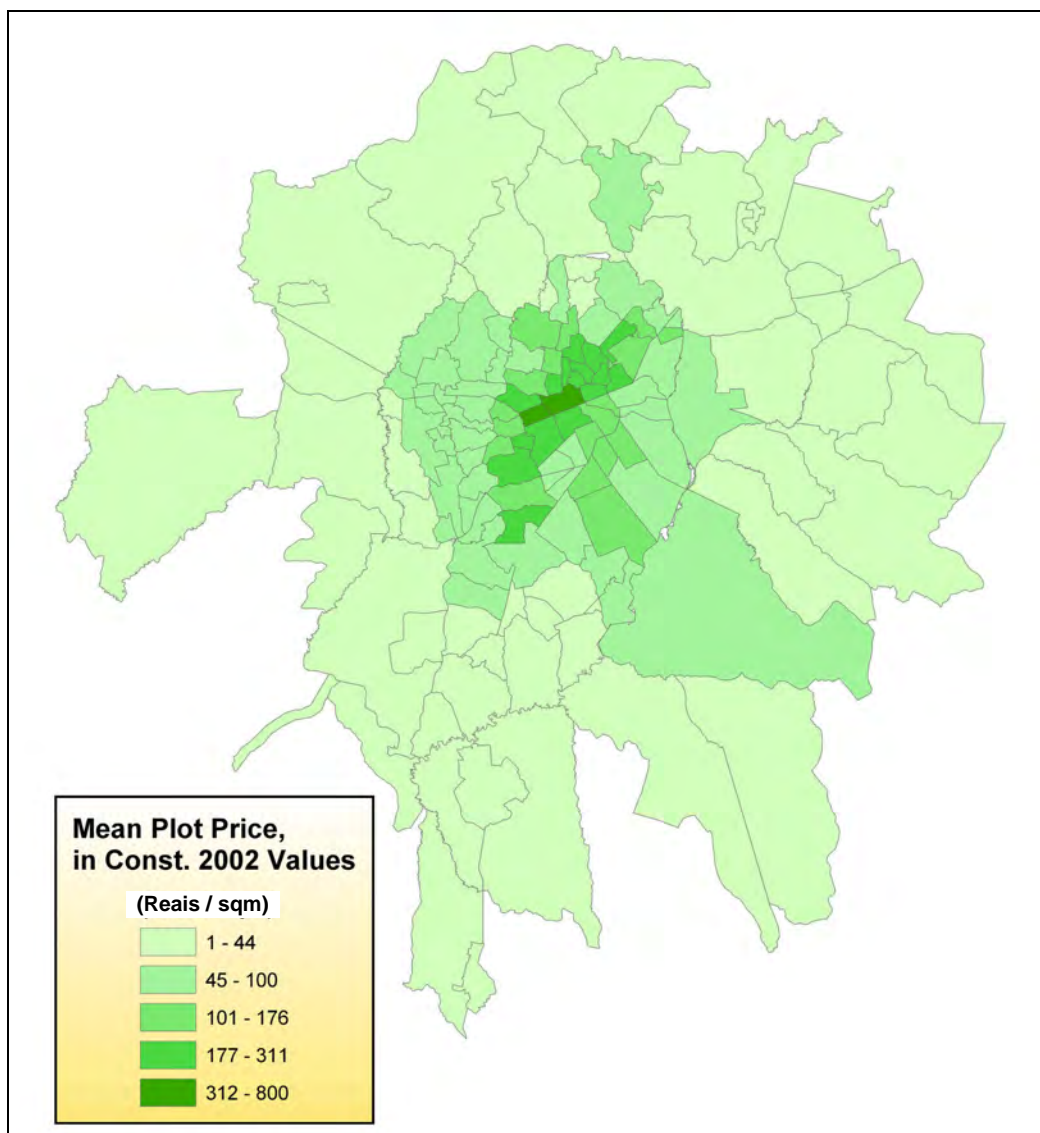 Mean Plot Price,
in Const. 2002 Values
(Reais / sqm)
1 - 44
45 - 100
101 - 176
177 - 311
312 - 800